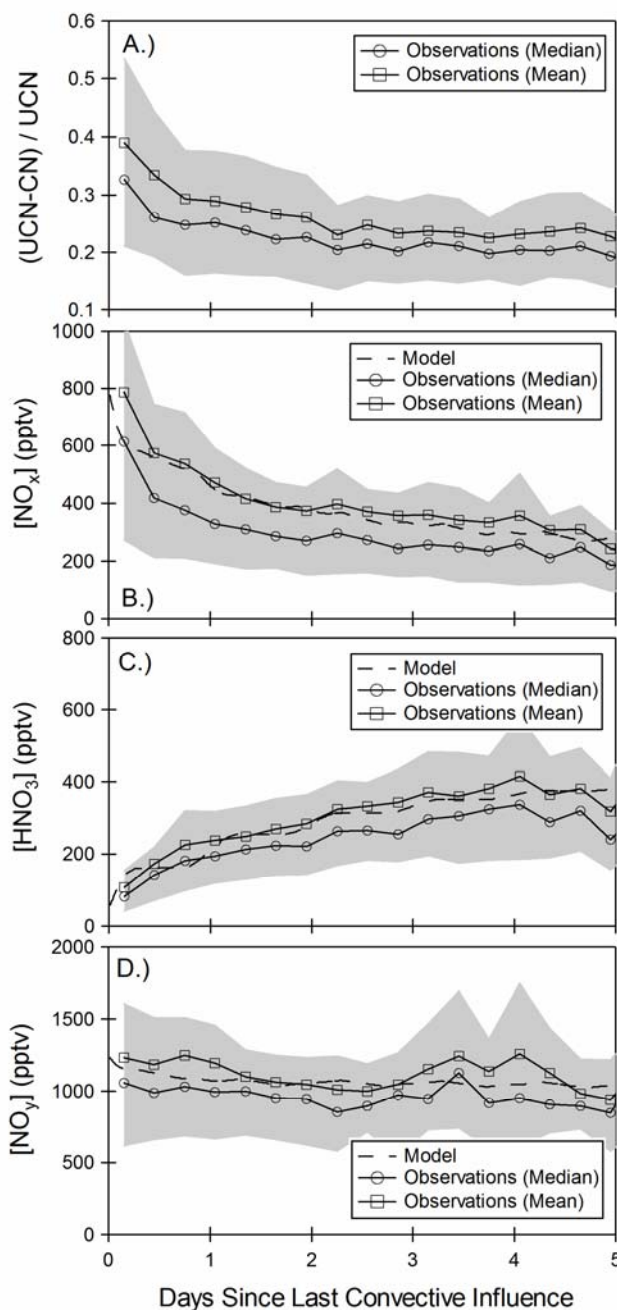 A.)
Observations (Median)
Observations (Mean)
(UCN-CN) / UCN
0.6
0.5
0.4
0.3
0.2
0.1
[NOx] (pptv)
1000
800
600
400
200
0
Model
Observations (Median)
Observations (Mean)
B.)
[HNO3] (pptv)
800
600
400
200
0
C.)
Model
Observations (Median)
Observations (Mean)
[NOy] (pptv)
2000
1500
1000
500
0
D.)
Model
Observations (Median)
Observations (Mean)
0 1 2 3 4 5
Days Since Last Convective Influence